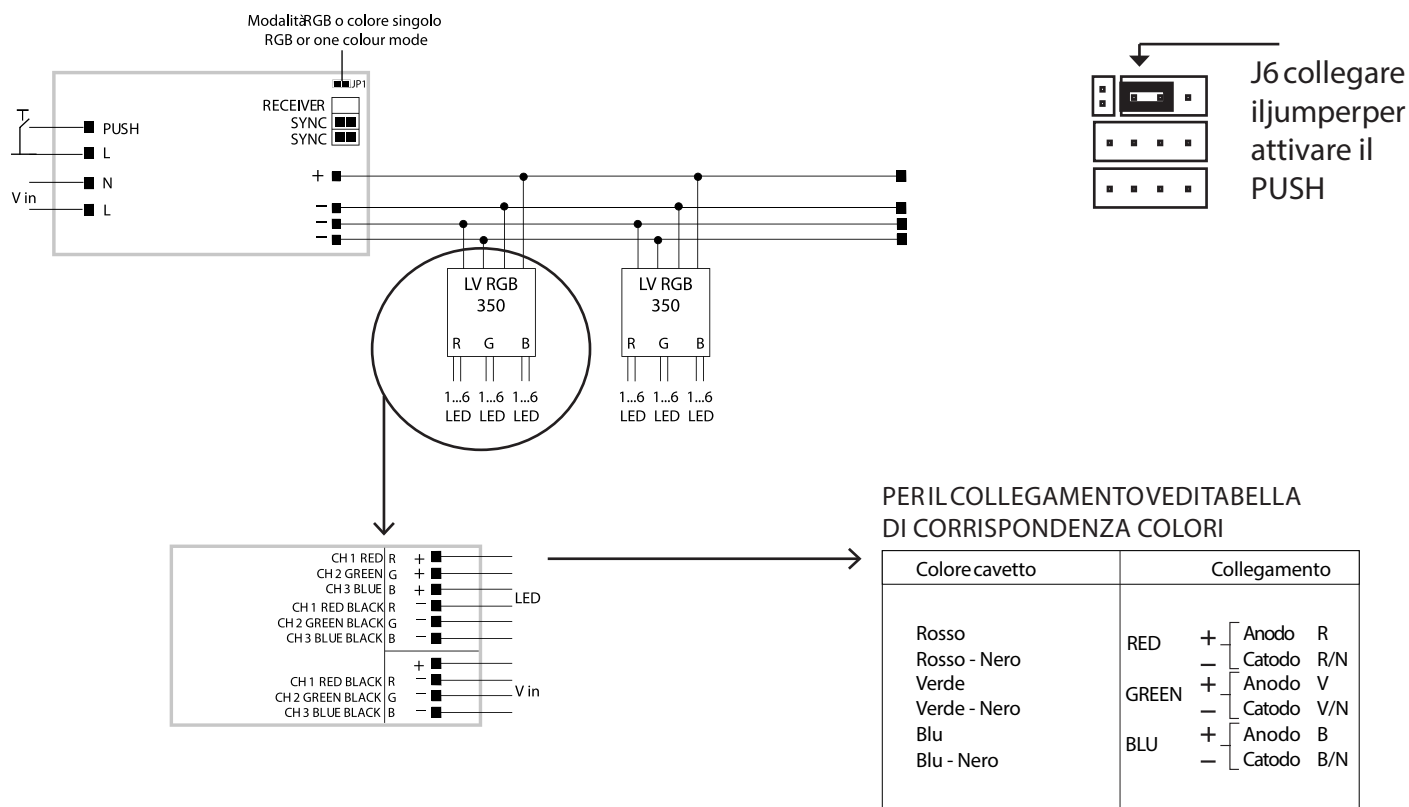 ModalitàRGB o colore singolo
RGB or one colour mode
JP1
RECEIVER
SYNC
SYNC
PUSH
L
N
L
V in
+
−
−
−
LV RGB
350
R G B
1...6 1...6 1...6
LED LED LED
LV RGB
350
R G B
1...6 1...6 1...6
LED LED LED
J6 collegare
iljumperper
attivare il
PUSH
CH 1 RED R +
CH 2 GREEN G +
CH 3 BLUE B +
CH 1 RED BLACK R −
CH 2 GREEN BLACK G −
CH 3 BLUE BLACK B −
LED
+
CH 1 RED BLACK R −
CH 2 GREEN BLACK G −
CH 3 BLUE BLACK B −
V in
PER IL COLLEGAMENTO VEDI TABELLA
DI CORRISPONDENZA COLORI
Colore cavetto Collegamento
Rosso RED + Anodo R
Rosso - Nero − Catodo R/N
Verde GREEN + Anodo V
Verde - Nero − Catodo V/N
Blu BLU + Anodo B
Blu - Nero − Catodo B/N